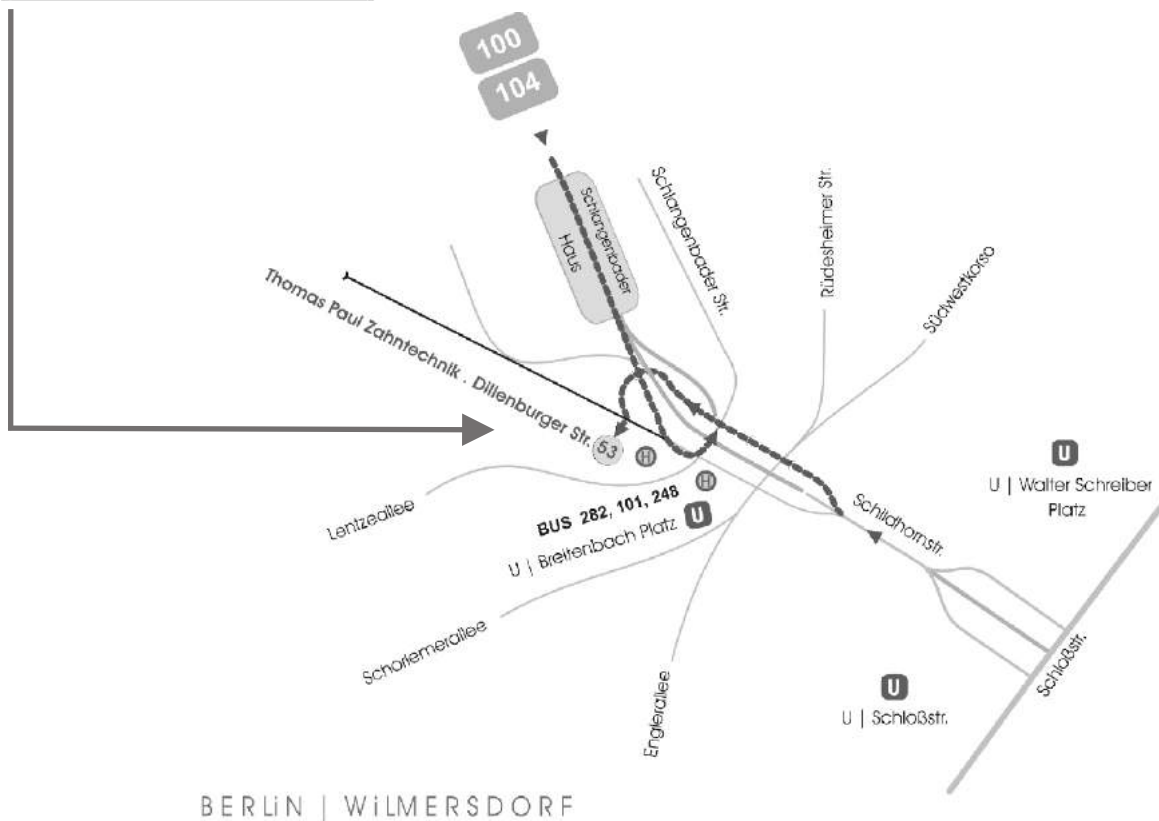 100
104
Schlangenbader
Haus
Schlangenbader Str.
Rüdesheimer Str.
Südwestkorso
Thomas Paul Zahntechnik . Dillenburger Str. 53
H
H
Lentzeallee
BUS 282, 101, 248
U | Breitenbach Platz U
U
U | Walter Schreiber
Platz
Schildhornstr.
Schorlemerallee
Englerallee
U
U | Schloßstr.
Schloßstr.
BERLiN | WiLMERSDORF